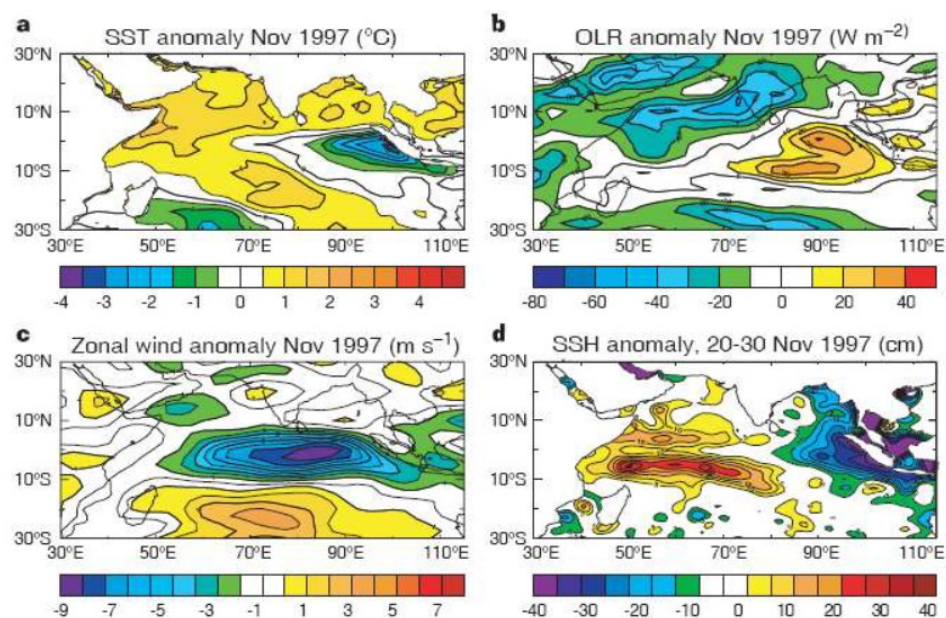 a SST anomaly Nov 1997 (°C)
30°N
10°N
10°S
30°S
30°E 50°E 70°E 90°E 110°E
-4 -3 -2 -1 0 1 2 3 4
b OLR anomaly Nov 1997 (W m⁻²)
30°N
10°N
10°S
30°S
30°E 50°E 70°E 90°E 110°E
-80 -60 -40 -20 0 20 40
c Zonal wind anomaly Nov 1997 (m s⁻¹)
30°N
10°N
10°S
30°S
30°E 50°E 70°E 90°E 110°E
-9 -7 -5 -3 -1 1 3 5 7
d SSH anomaly, 20-30 Nov 1997 (cm)
30°N
10°N
10°S
30°S
30°E 50°E 70°E 90°E 110°E
-40 -30 -20 -10 0 10 20 30 40